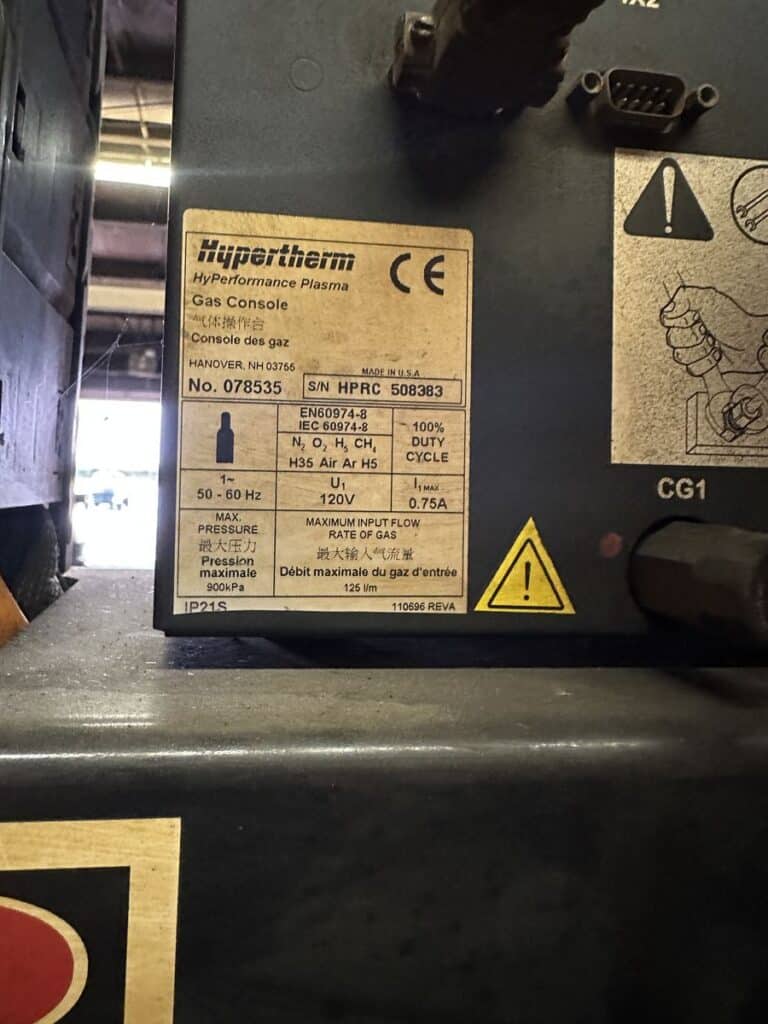 1X2
Hypertherm
CE
HyPerformance Plasma
Gas Console
气体操作台
Console des gaz
HANOVER, NH 03755
MADE IN U.S.A
No. 078535
S/N HPRC 508383
EN60974-8
IEC 60974-8
N2 O2 H5 CH4
H35 Air Ar H5
100%
DUTY
CYCLE
1~
50 - 60 Hz
U1
120V
I1 MAX
0.75A
MAX.
PRESSURE
最大压力
Pression
maximale
900kPa
MAXIMUM INPUT FLOW
RATE OF GAS
最大输入气流量
Débit maximale du gaz d'entrée
125 l/m
IP21S
110696 REVA
CG1